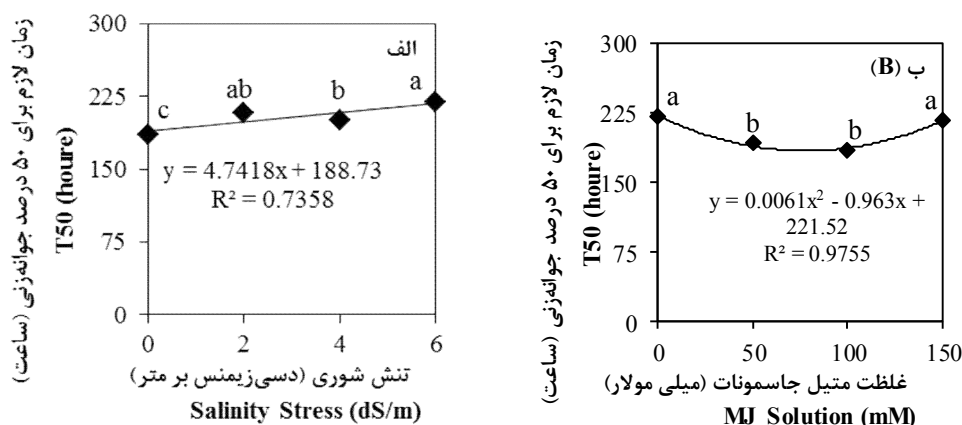 زمان لازم برای ۵۰ درصد جوانه‌زنی (ساعت)
T50 (houre)
300
225
150
75
0
الف
c
ab
b
a
y = 4.7418x + 188.73
R² = 0.7358
0 2 4 6
تنش شوری (دسی‌زیمنس بر متر)
Salinity Stress (dS/m)
زمان لازم برای ۵۰ درصد جوانه‌زنی (ساعت)
T50 (houre)
300
225
150
75
0
ب (B)
a
b
b
a
y = 0.0061x² - 0.963x +
221.52
R² = 0.9755
0 50 100 150
غلظت متیل جاسمونات (میلی مولار)
MJ Solution (mM)